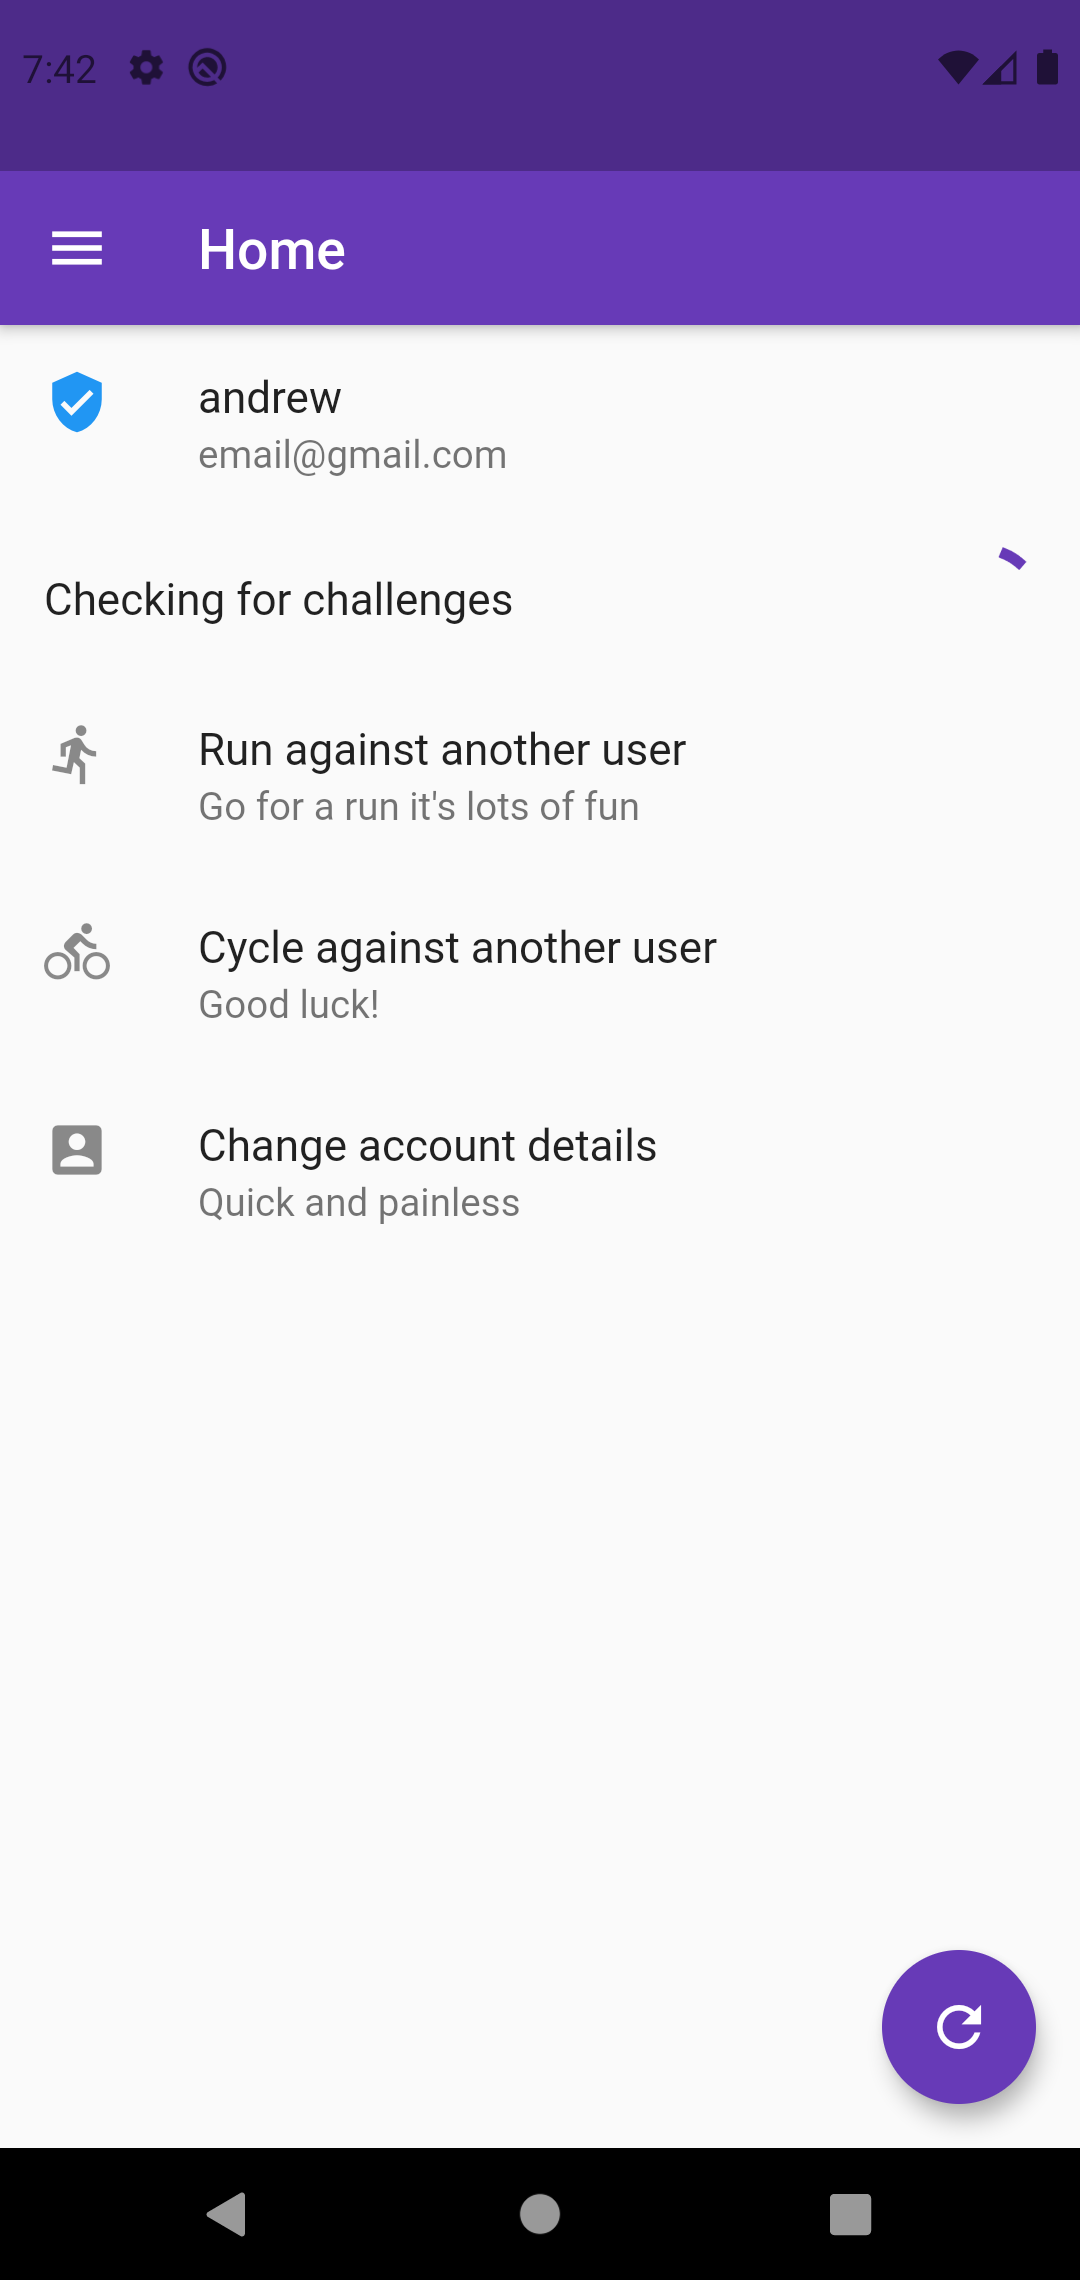 7:42
Home
andrew
email@gmail.com
Checking for challenges
Run against another user
Go for a run it's lots of fun
Cycle against another user
Good luck!
Change account details
Quick and painless